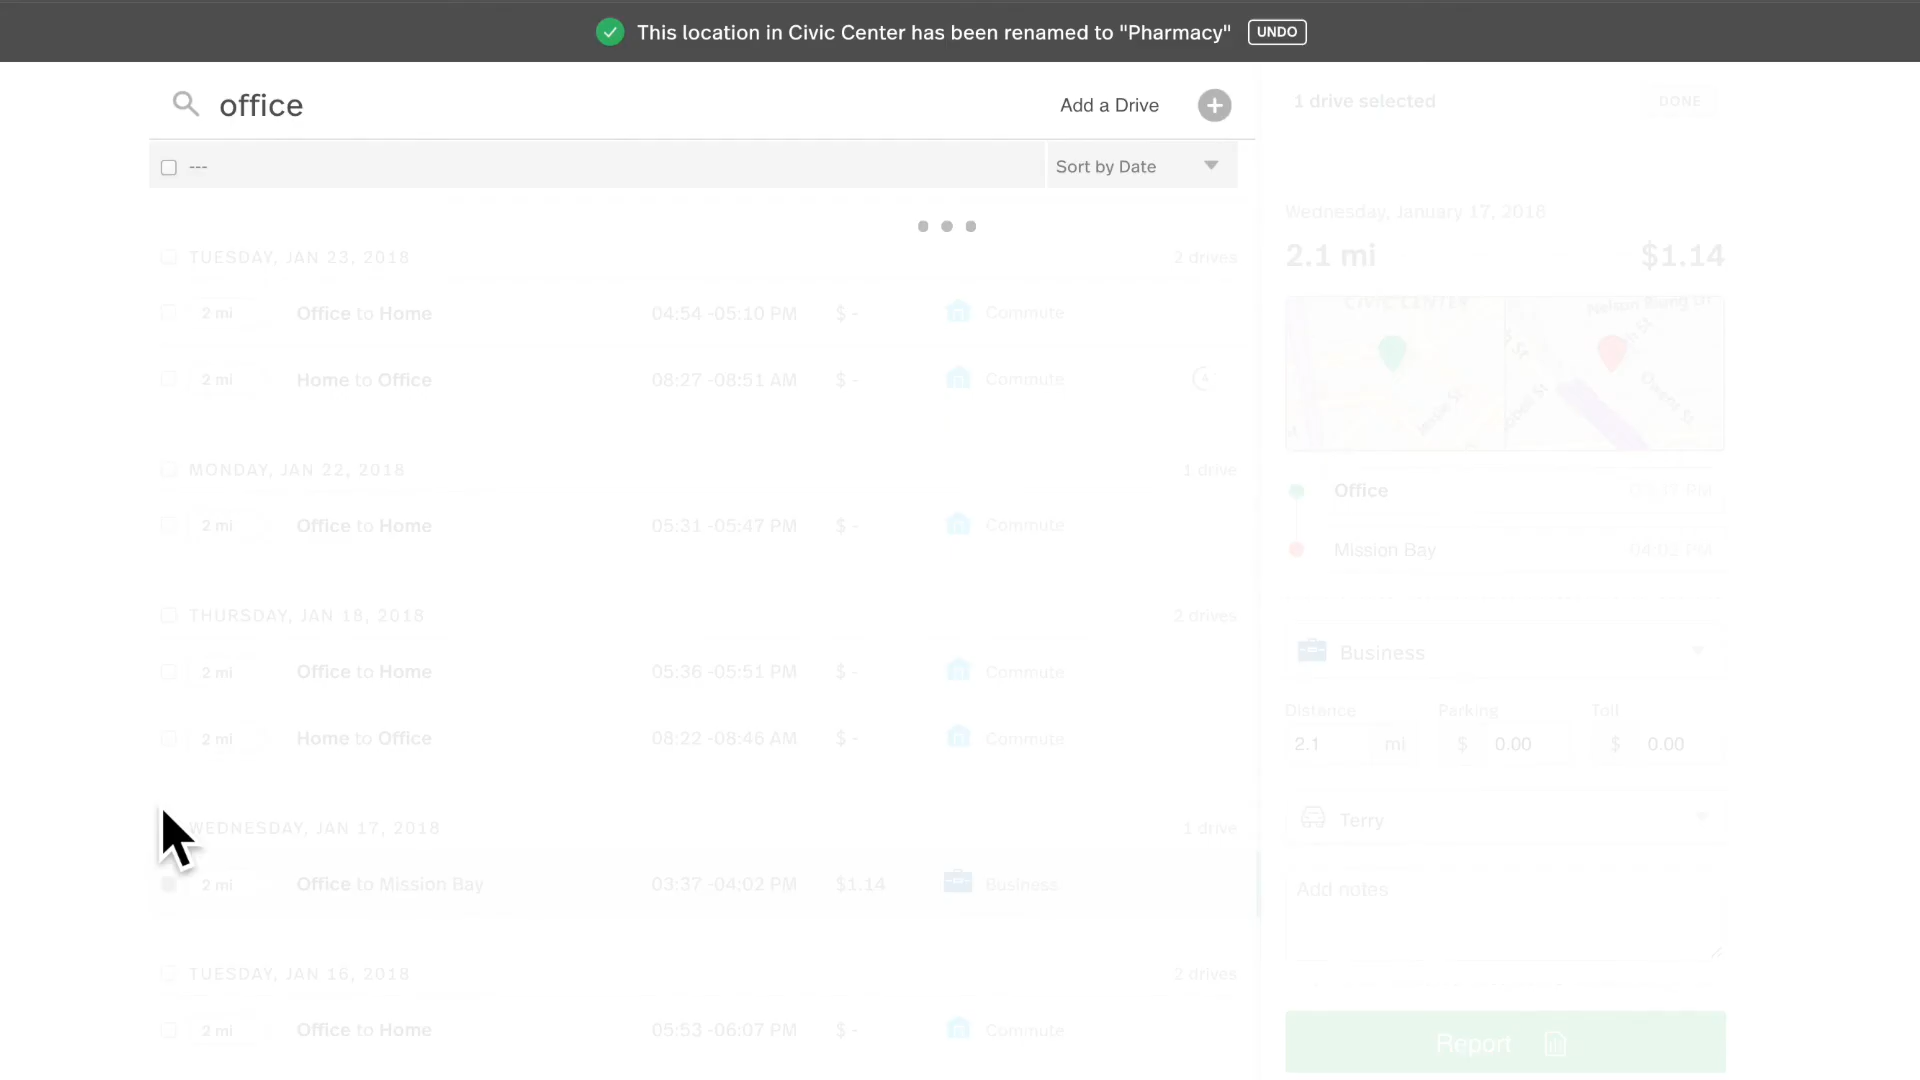 This location in Civic Center has been renamed to "Pharmacy" UNDO
office
Add a Drive
1 drive selected
DONE
---
Sort by Date
Wednesday, January 17, 2018
2.1 mi
$1.14
TUESDAY, JAN 23, 2018
2 drives
2 mi Office to Home 04:54 -05:10 PM $ - Commute
2 mi Home to Office 08:27 -08:51 AM $ - Commute
MONDAY, JAN 22, 2018
1 drive
2 mi Office to Home 05:31 -05:47 PM $ - Commute
THURSDAY, JAN 18, 2018
2 drives
2 mi Office to Home 05:36 -05:51 PM $ - Commute
2 mi Home to Office 08:22 -08:46 AM $ - Commute
WEDNESDAY, JAN 17, 2018
1 drive
2 mi Office to Mission Bay 03:37 -04:02 PM $1.14 Business
TUESDAY, JAN 16, 2018
2 drives
2 mi Office to Home 05:53 -06:07 PM $ - Commute
CIVIC CENTER
Owens St
Office
PM
Mission Bay
04:02 PM
Business
Distance Parking Toll
2.1 mi $ 0.00 $ 0.00
Terry
Add notes
Report